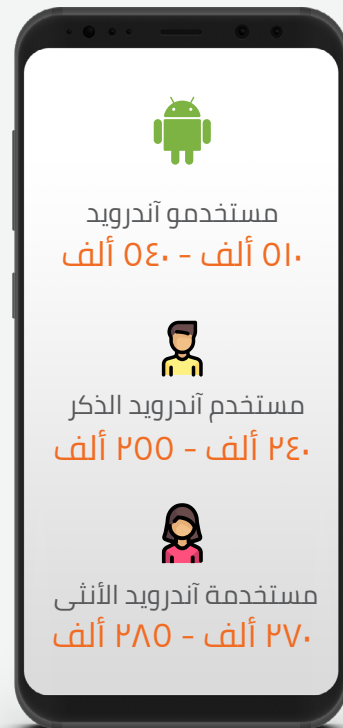 مستخدمو آندرويد
٥١٠ ألف - ٥٤٠ ألف
مستخدم آندرويد الذكر
٢٤٠ ألف - ٢٥٥ ألف
مستخدمة آندرويد الأنثى
٢٧٠ ألف - ٢٨٥ ألف